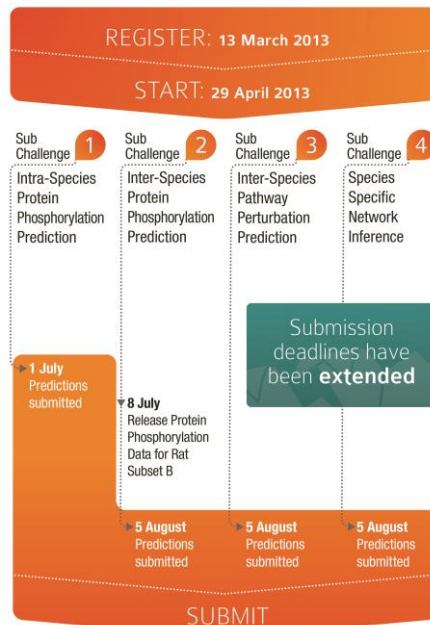 REGISTER: 13 March 2013
START: 29 April 2013
Sub
Challenge 1
Intra-Species
Protein
Phosphorylation
Prediction
Sub
Challenge 2
Inter-Species
Protein
Phosphorylation
Prediction
Sub
Challenge 3
Inter-Species
Pathway
Perturbation
Prediction
Sub
Challenge 4
Species
Specific
Network
Inference
Submission
deadlines have
been extended
1 July
Predictions
submitted
8 July
Release Protein
Phosphorylation
Data for Rat
Subset B
5 August
Predictions
submitted
5 August
Predictions
submitted
5 August
Predictions
submitted
SUBMIT